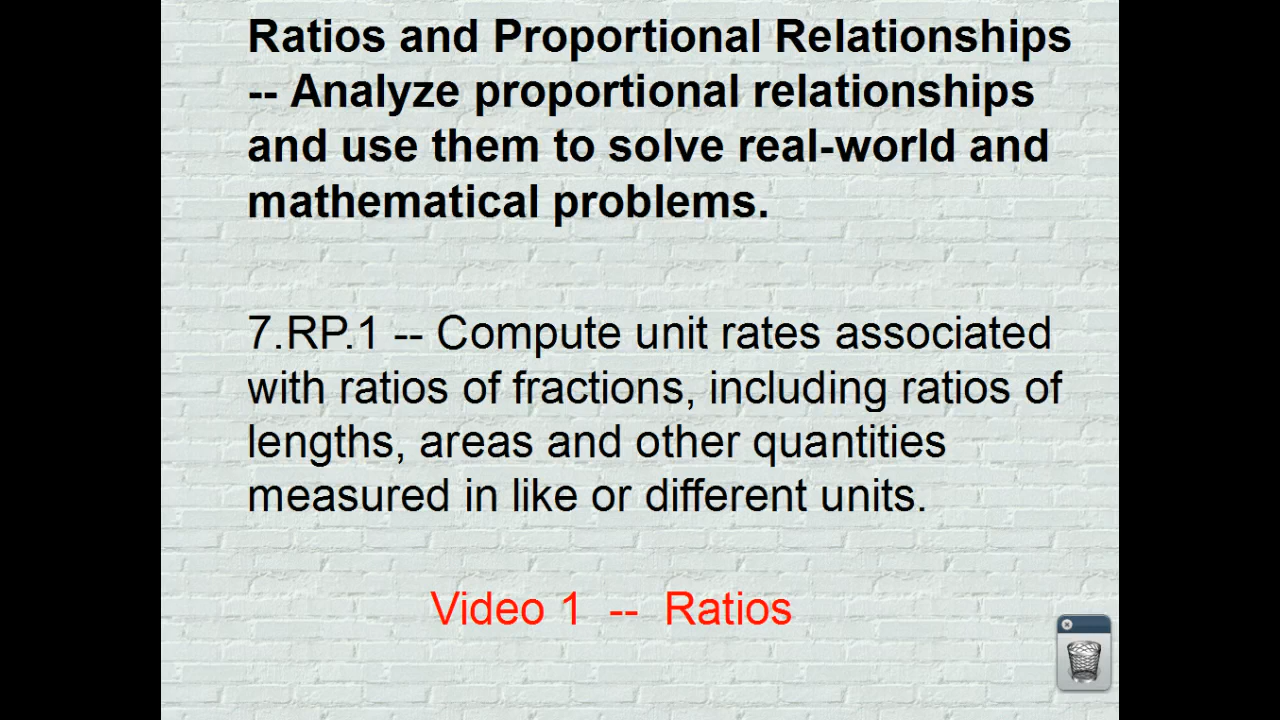 Ratios and Proportional Relationships
-- Analyze proportional relationships
and use them to solve real-world and
mathematical problems.
7.RP.1 -- Compute unit rates associated
with ratios of fractions, including ratios of
lengths, areas and other quantities
measured in like or different units.
Video 1 -- Ratios